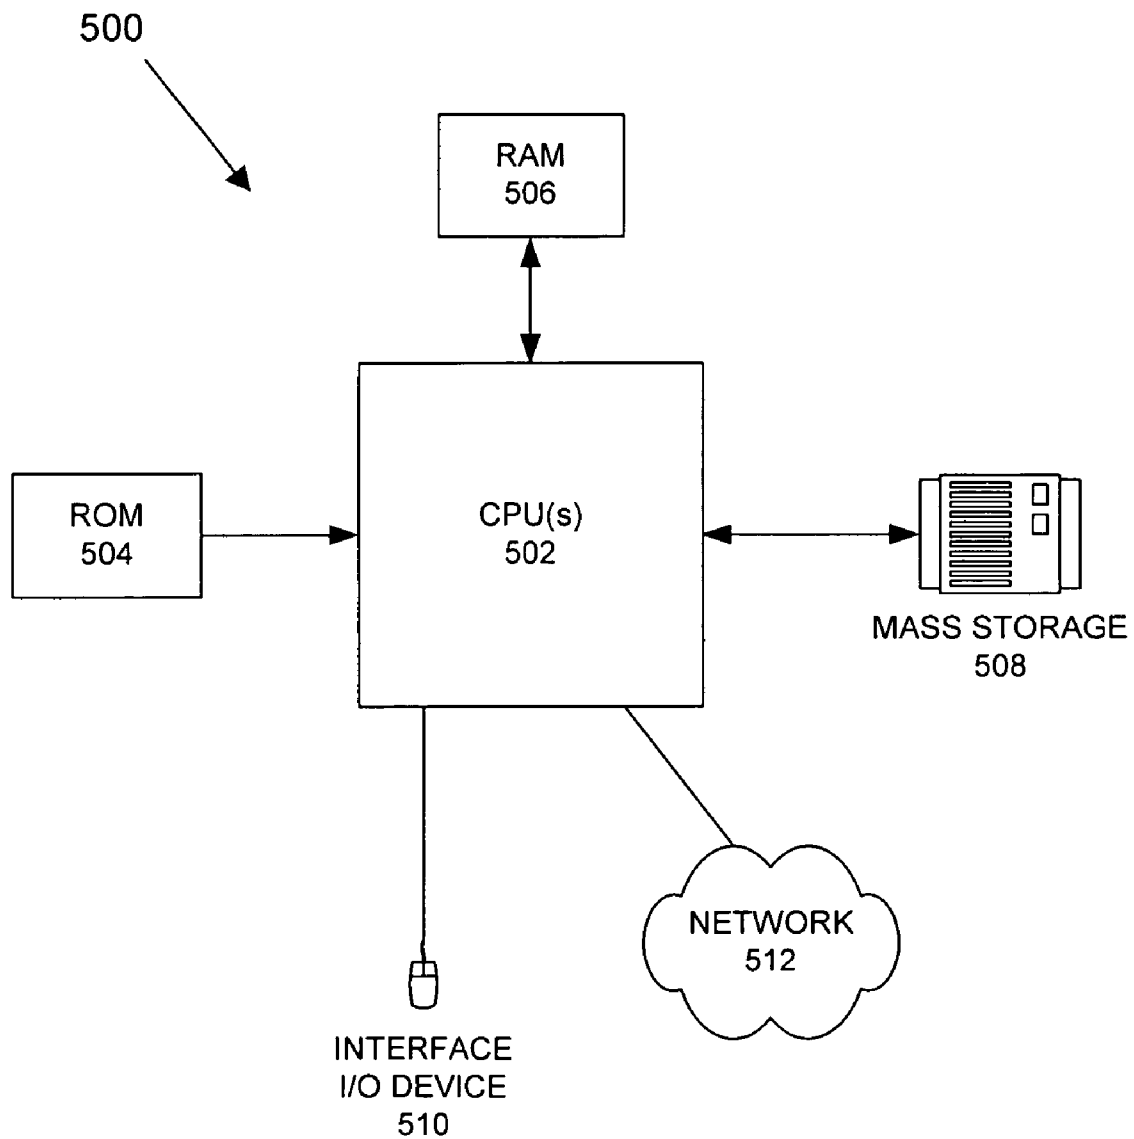 500
RAM
506
ROM
504
CPU(s)
502
MASS STORAGE
508
NETWORK
512
INTERFACE
I/O DEVICE
510